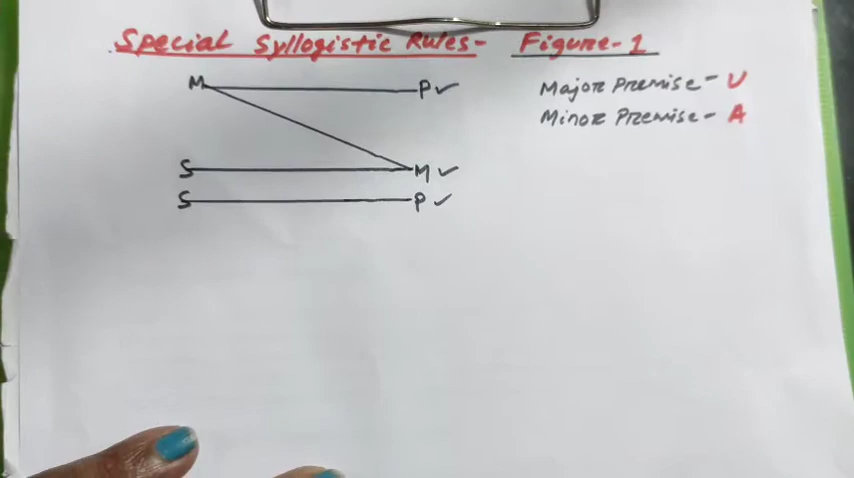 Special Syllogistic Rules- Figure-1
M P ✓
Major Premise - U
Minor Premise - A
S M ✓
S P ✓